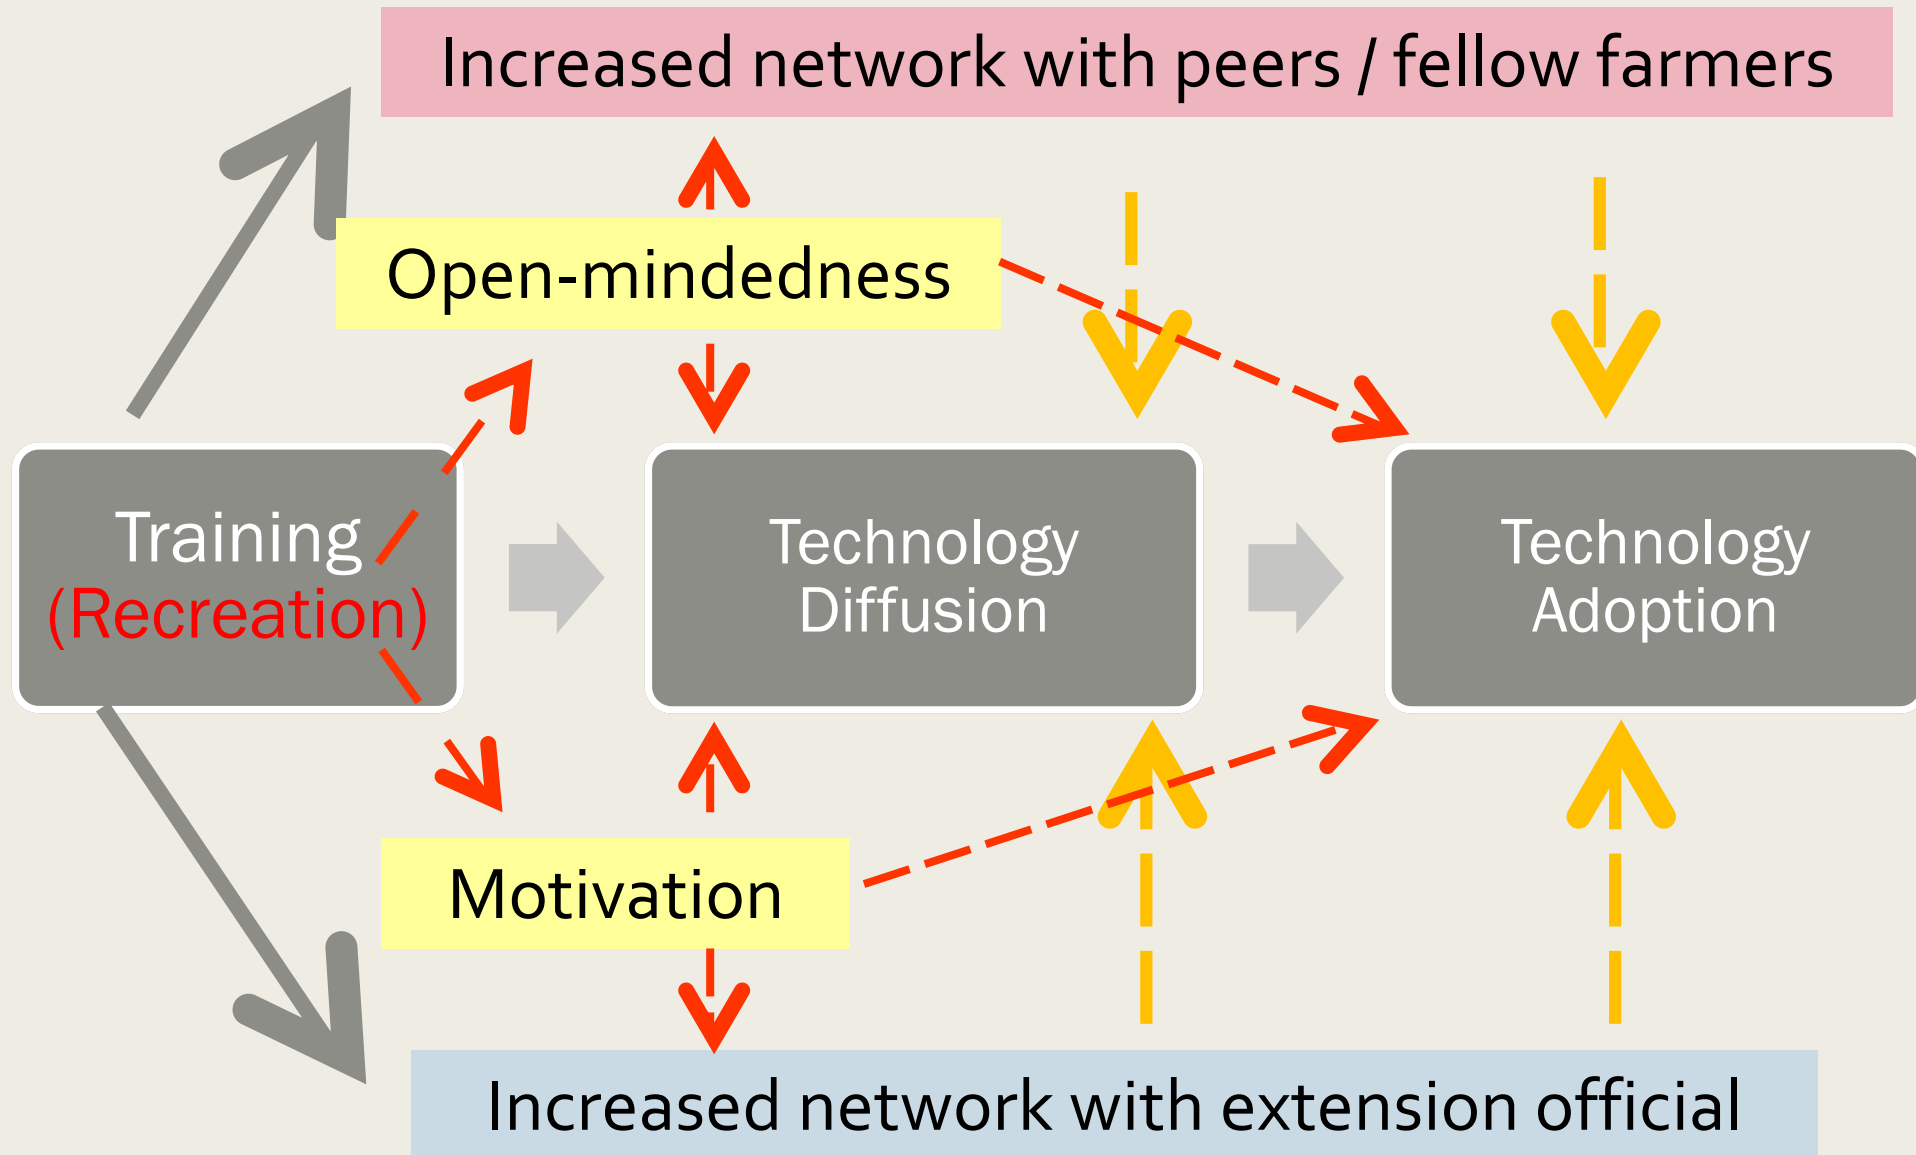 Increased network with peers / fellow farmers
Open-mindedness
Training
(Recreation)
Technology
Diffusion
Technology
Adoption
Motivation
Increased network with extension official